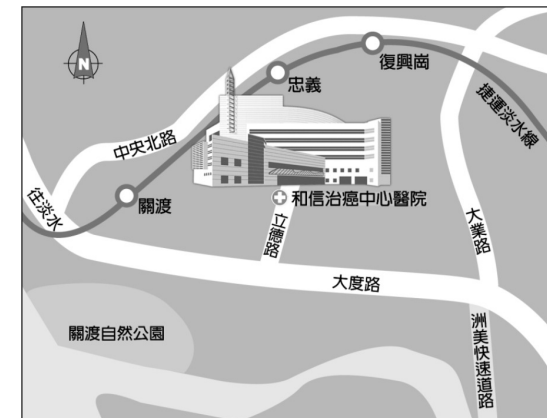 N
復興崗
忠義
捷運淡水線
中央北路
關渡
往淡水
和信治癌中心醫院
立德路
大業路
大度路
關渡自然公園
洲美快速道路